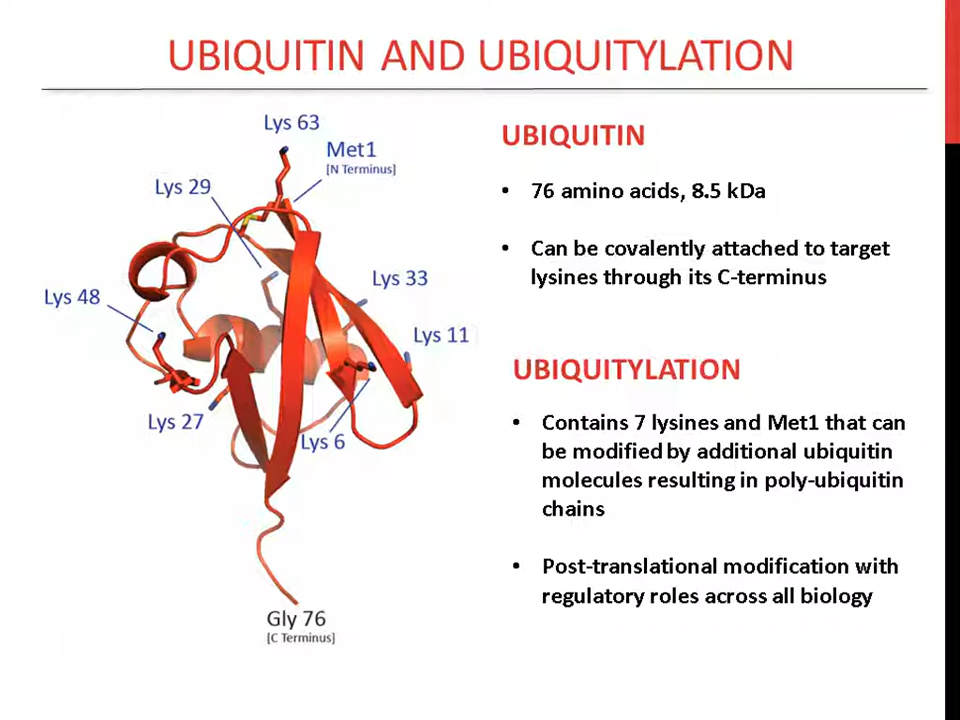 UBIQUITIN AND UBIQUITYLATION
Lys 63
Met1
[N Terminus]
Lys 29
Lys 33
Lys 48
Lys 11
Lys 27
Lys 6
Gly 76
[C Terminus]
UBIQUITIN
• 76 amino acids, 8.5 kDa
• Can be covalently attached to target
lysines through its C-terminus
UBIQUITYLATION
• Contains 7 lysines and Met1 that can
be modified by additional ubiquitin
molecules resulting in poly-ubiquitin
chains
• Post-translational modification with
regulatory roles across all biology